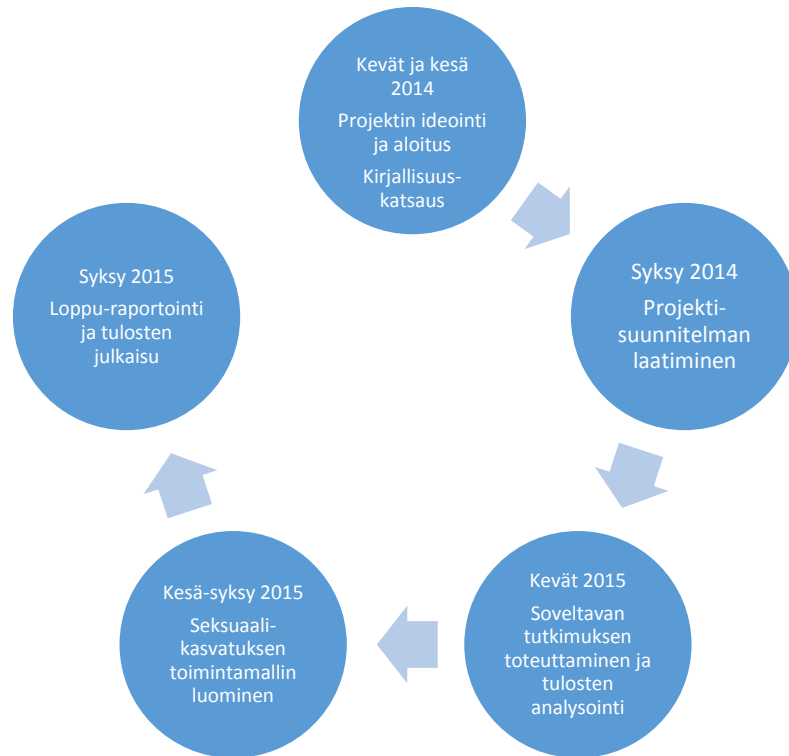 Kevät ja kesä
2014
Projektin ideointi
ja aloitus
Kirjallisuus-
katsaus
Syksy 2014
Projekti-
suunnitelman
laatiminen
Kevät 2015
Soveltavan
tutkimuksen
toteuttaminen ja
tulosten
analysointi
Kesä-syksy 2015
Seksuaali-
kasvatuksen
toimintamallin
luominen
Syksy 2015
Loppu-raportointi
ja tulosten
julkaisu